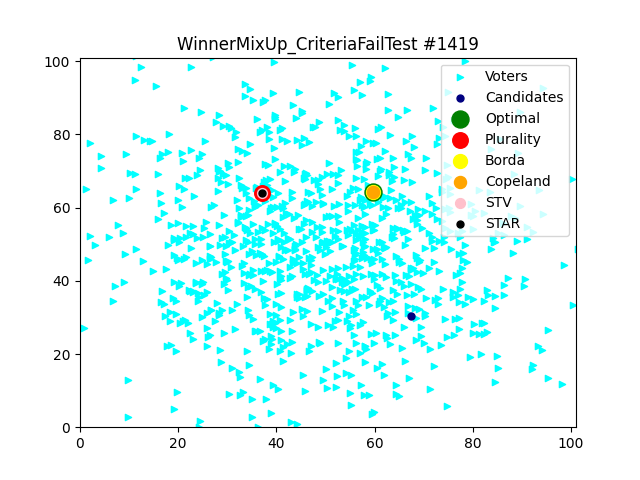 WinnerMixUp_CriteriaFailTest #1419
100
80
60
40
20
0
0
20
40
60
80
100
Voters
Candidates
Optimal
Plurality
Borda
Copeland
STV
STAR